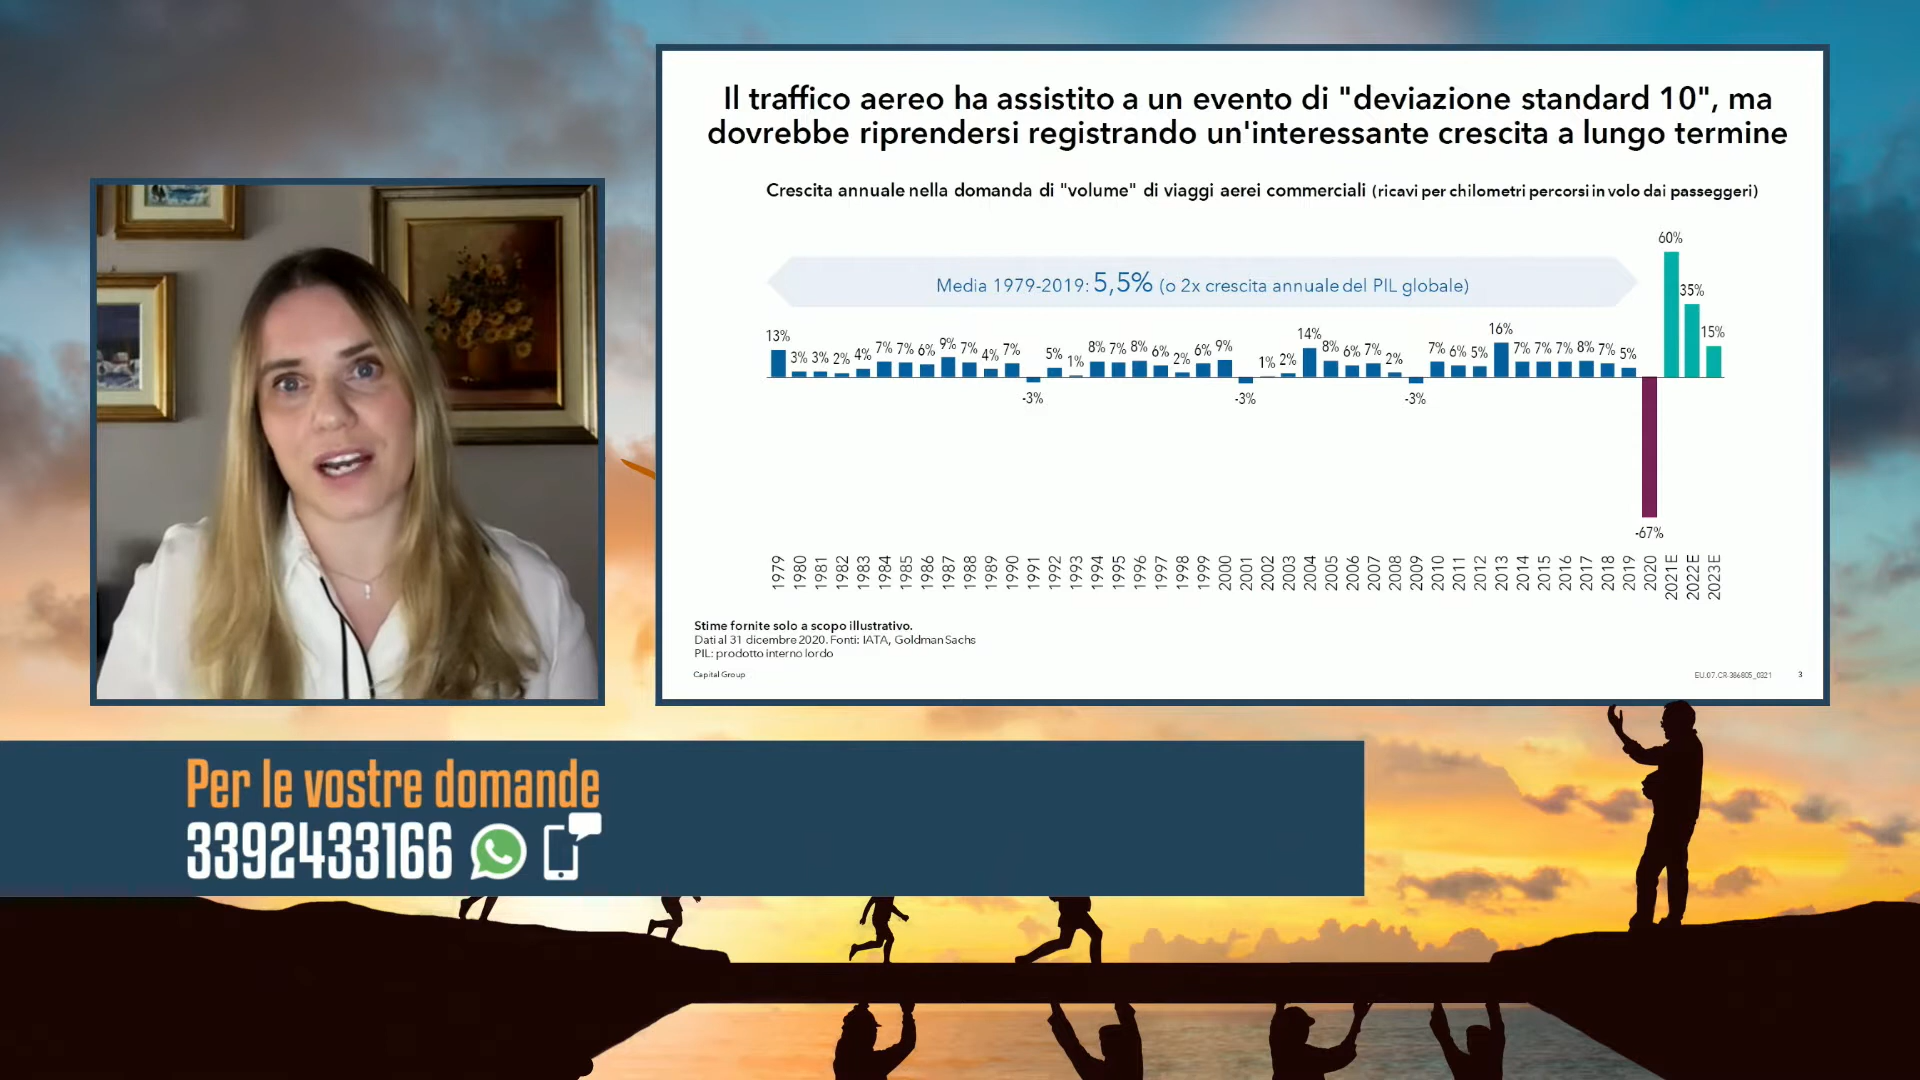 Il traffico aereo ha assistito a un evento di "deviazione standard 10", ma
dovrebbe riprendersi registrando un'interessante crescita a lungo termine
Crescita annuale nella domanda di "volume" di viaggi aerei commerciali (ricavi per chilometri percorsi in volo dai passeggeri)
Media 1979-2019: 5,5% (o 2x crescita annuale del PIL globale)
13% 3% 3% 2% 4% 7% 7% 6% 9% 7% 4% 7% -3% 5% 1% 8% 7% 8% 6% 2% 6% 9% -3% 1% 2% 14% 8% 6% 7% 2% -3% 7% 6% 5% 16% 7% 7% 7% 8% 7% 5% -67% 60% 35% 15%
1979 1980 1981 1982 1983 1984 1985 1986 1987 1988 1989 1990 1991 1992 1993 1994 1995 1996 1997 1998 1999 2000 2001 2002 2003 2004 2005 2006 2007 2008 2009 2010 2011 2012 2013 2014 2015 2016 2017 2018 2019 2020 2021E 2022E 2023E
Stime fornite solo a scopo illustrativo.
Dati al 31 dicembre 2020. Fonti: IATA, Goldman Sachs
PIL: prodotto interno lordo
Capital Group
EU.07.CR-386805_0321 3
Per le vostre domande
3392433166